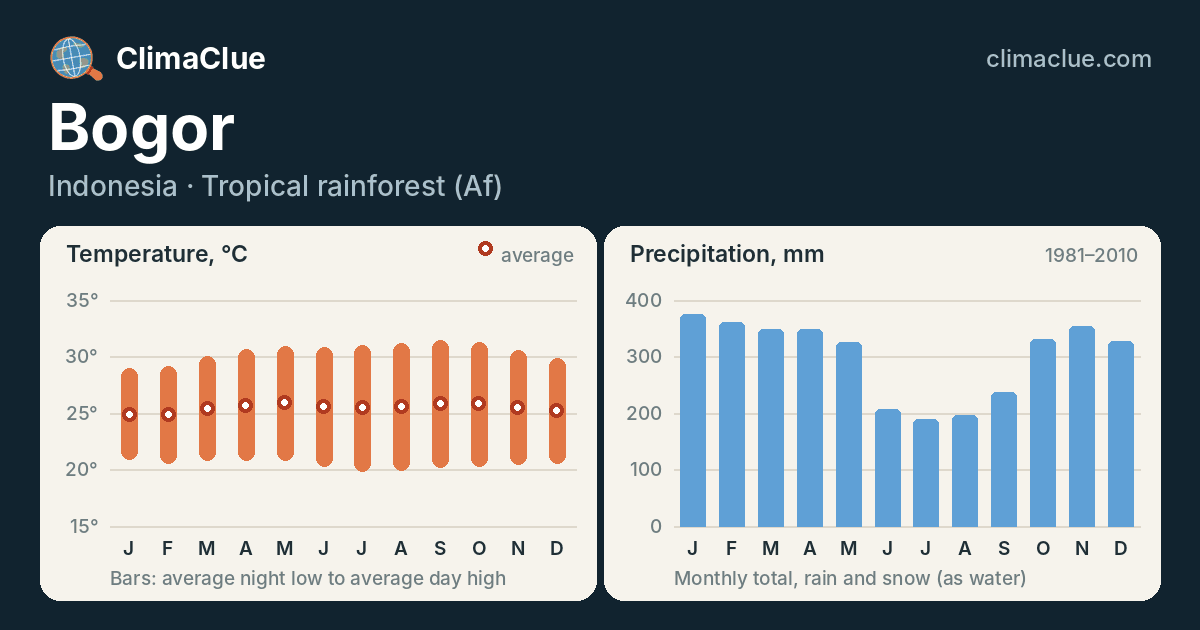 ClimaClue
climaclue.com
Bogor
Indonesia · Tropical rainforest (Af)
Temperature, °C
average
35°
30°
25°
20°
15°
J F M A M J J A S O N D
Bars: average night low to average day high
Precipitation, mm
1981–2010
400
300
200
100
0
J F M A M J J A S O N D
Monthly total, rain and snow (as water)